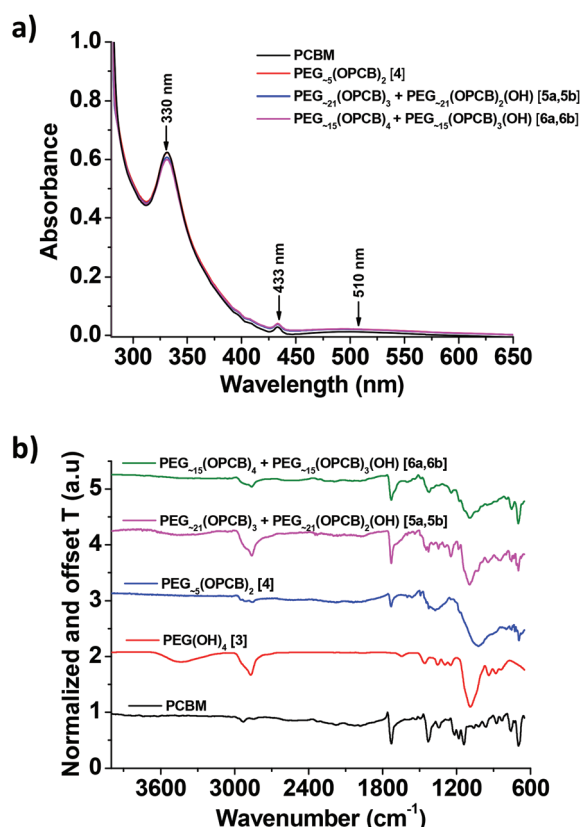 a)
PCBM
PEG~5(OPCB)2 [4]
PEG~21(OPCB)3 + PEG~21(OPCB)2(OH) [5a,5b]
PEG~15(OPCB)4 + PEG~15(OPCB)3(OH) [6a,6b]
330 nm
433 nm
510 nm
1.0
0.8
0.6
0.4
0.2
0.0
Absorbance
300 350 400 450 500 550 600 650
Wavelength (nm)
b)
PEG~15(OPCB)4 + PEG~15(OPCB)3(OH) [6a,6b]
PEG~21(OPCB)3 + PEG~21(OPCB)2(OH) [5a,5b]
PEG~5(OPCB)2 [4]
PEG(OH)4 [3]
PCBM
5
4
3
2
1
0
Normalized and offset T (a.u)
3600 3000 2400 1800 1200 600
Wavenumber (cm-1)